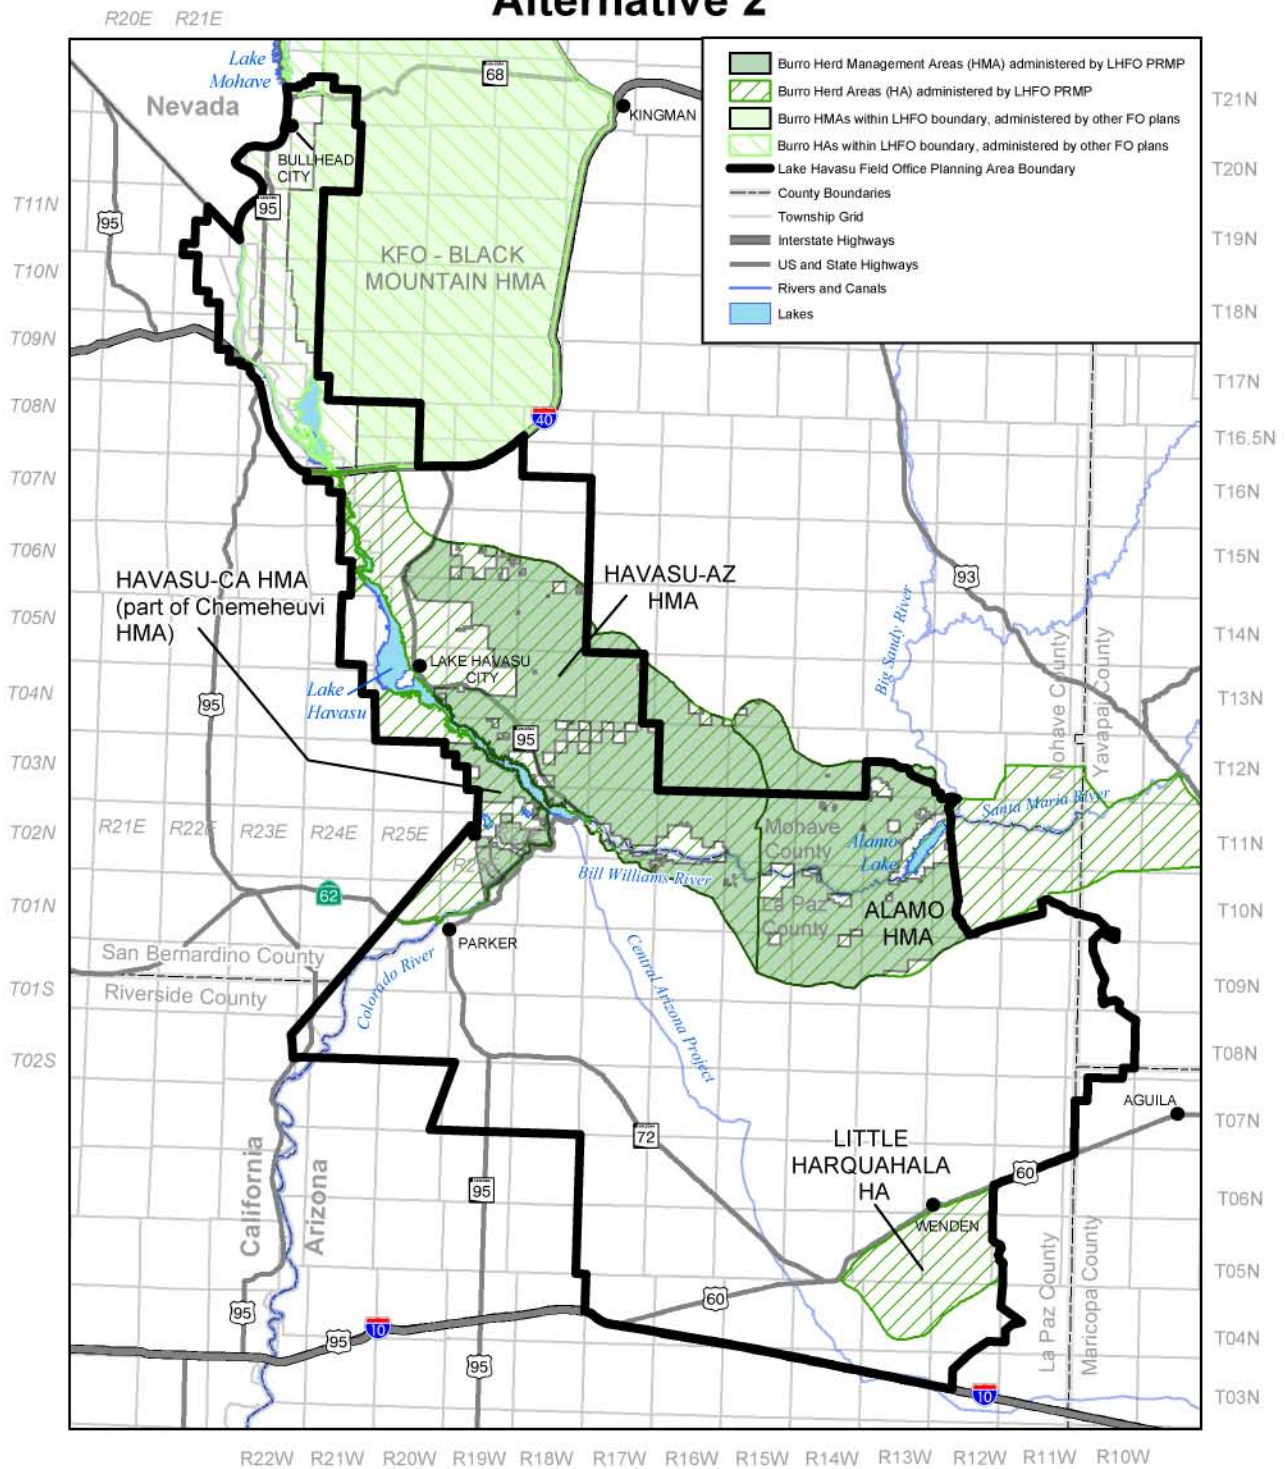 Alternative 2
R20E R21E
Lake
Mohave
Nevada
68
KINGMAN
BULLHEAD
CITY
95
95
KFO - BLACK
MOUNTAIN HMA
Burro Herd Management Areas (HMA) administered by LHFO PRMP
Burro Herd Areas (HA) administered by LHFO PRMP
Burro HMAs within LHFO boundary, administered by other FO plans
Burro HAs within LHFO boundary, administered by other FO plans
Lake Havasu Field Office Planning Area Boundary
County Boundaries
Township Grid
Interstate Highways
US and State Highways
Rivers and Canals
Lakes
T11N
T10N
T09N
T08N
T07N
T06N
T05N
T04N
T03N
T02N
T01N
T01S
T02S
T21N
T20N
T19N
T18N
T17N
T16.5N
T16N
T15N
T14N
T13N
T12N
T11N
T10N
T09N
T08N
T07N
T06N
T05N
T04N
T03N
40
HAVASU-CA HMA
(part of Chemeheuvi
HMA)
HAVASU-AZ
HMA
93
Big Sandy River
Mohave County
Yavapai County
LAKE HAVASU
CITY
Lake
Havasu
95
95
Santa Maria River
R21E R22E R23E R24E R25E
Mohave
County
Alamo
Lake
Bill Williams River
La Paz
County
ALAMO
HMA
62
PARKER
San Bernardino County
Riverside County
Colorado River
Central Arizona Project
AGUILA
72
LITTLE
HARQUAHALA
HA
60
WENDEN
California
Arizona
95
La Paz County
Maricopa County
60
95
95
10
95
10
R22W R21W R20W R19W R18W R17W R16W R15W R14W R13W R12W R11W R10W